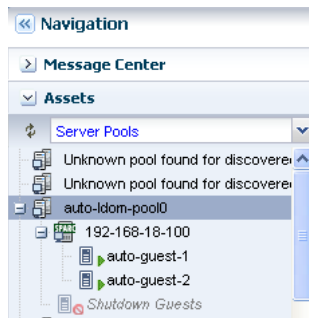 Navigation
Message Center
Assets
Server Pools
Unknown pool found for discovere
Unknown pool found for discovere
auto-ldom-pool0
SPARC 192-168-18-100
auto-guest-1
auto-guest-2
Shutdown Guests